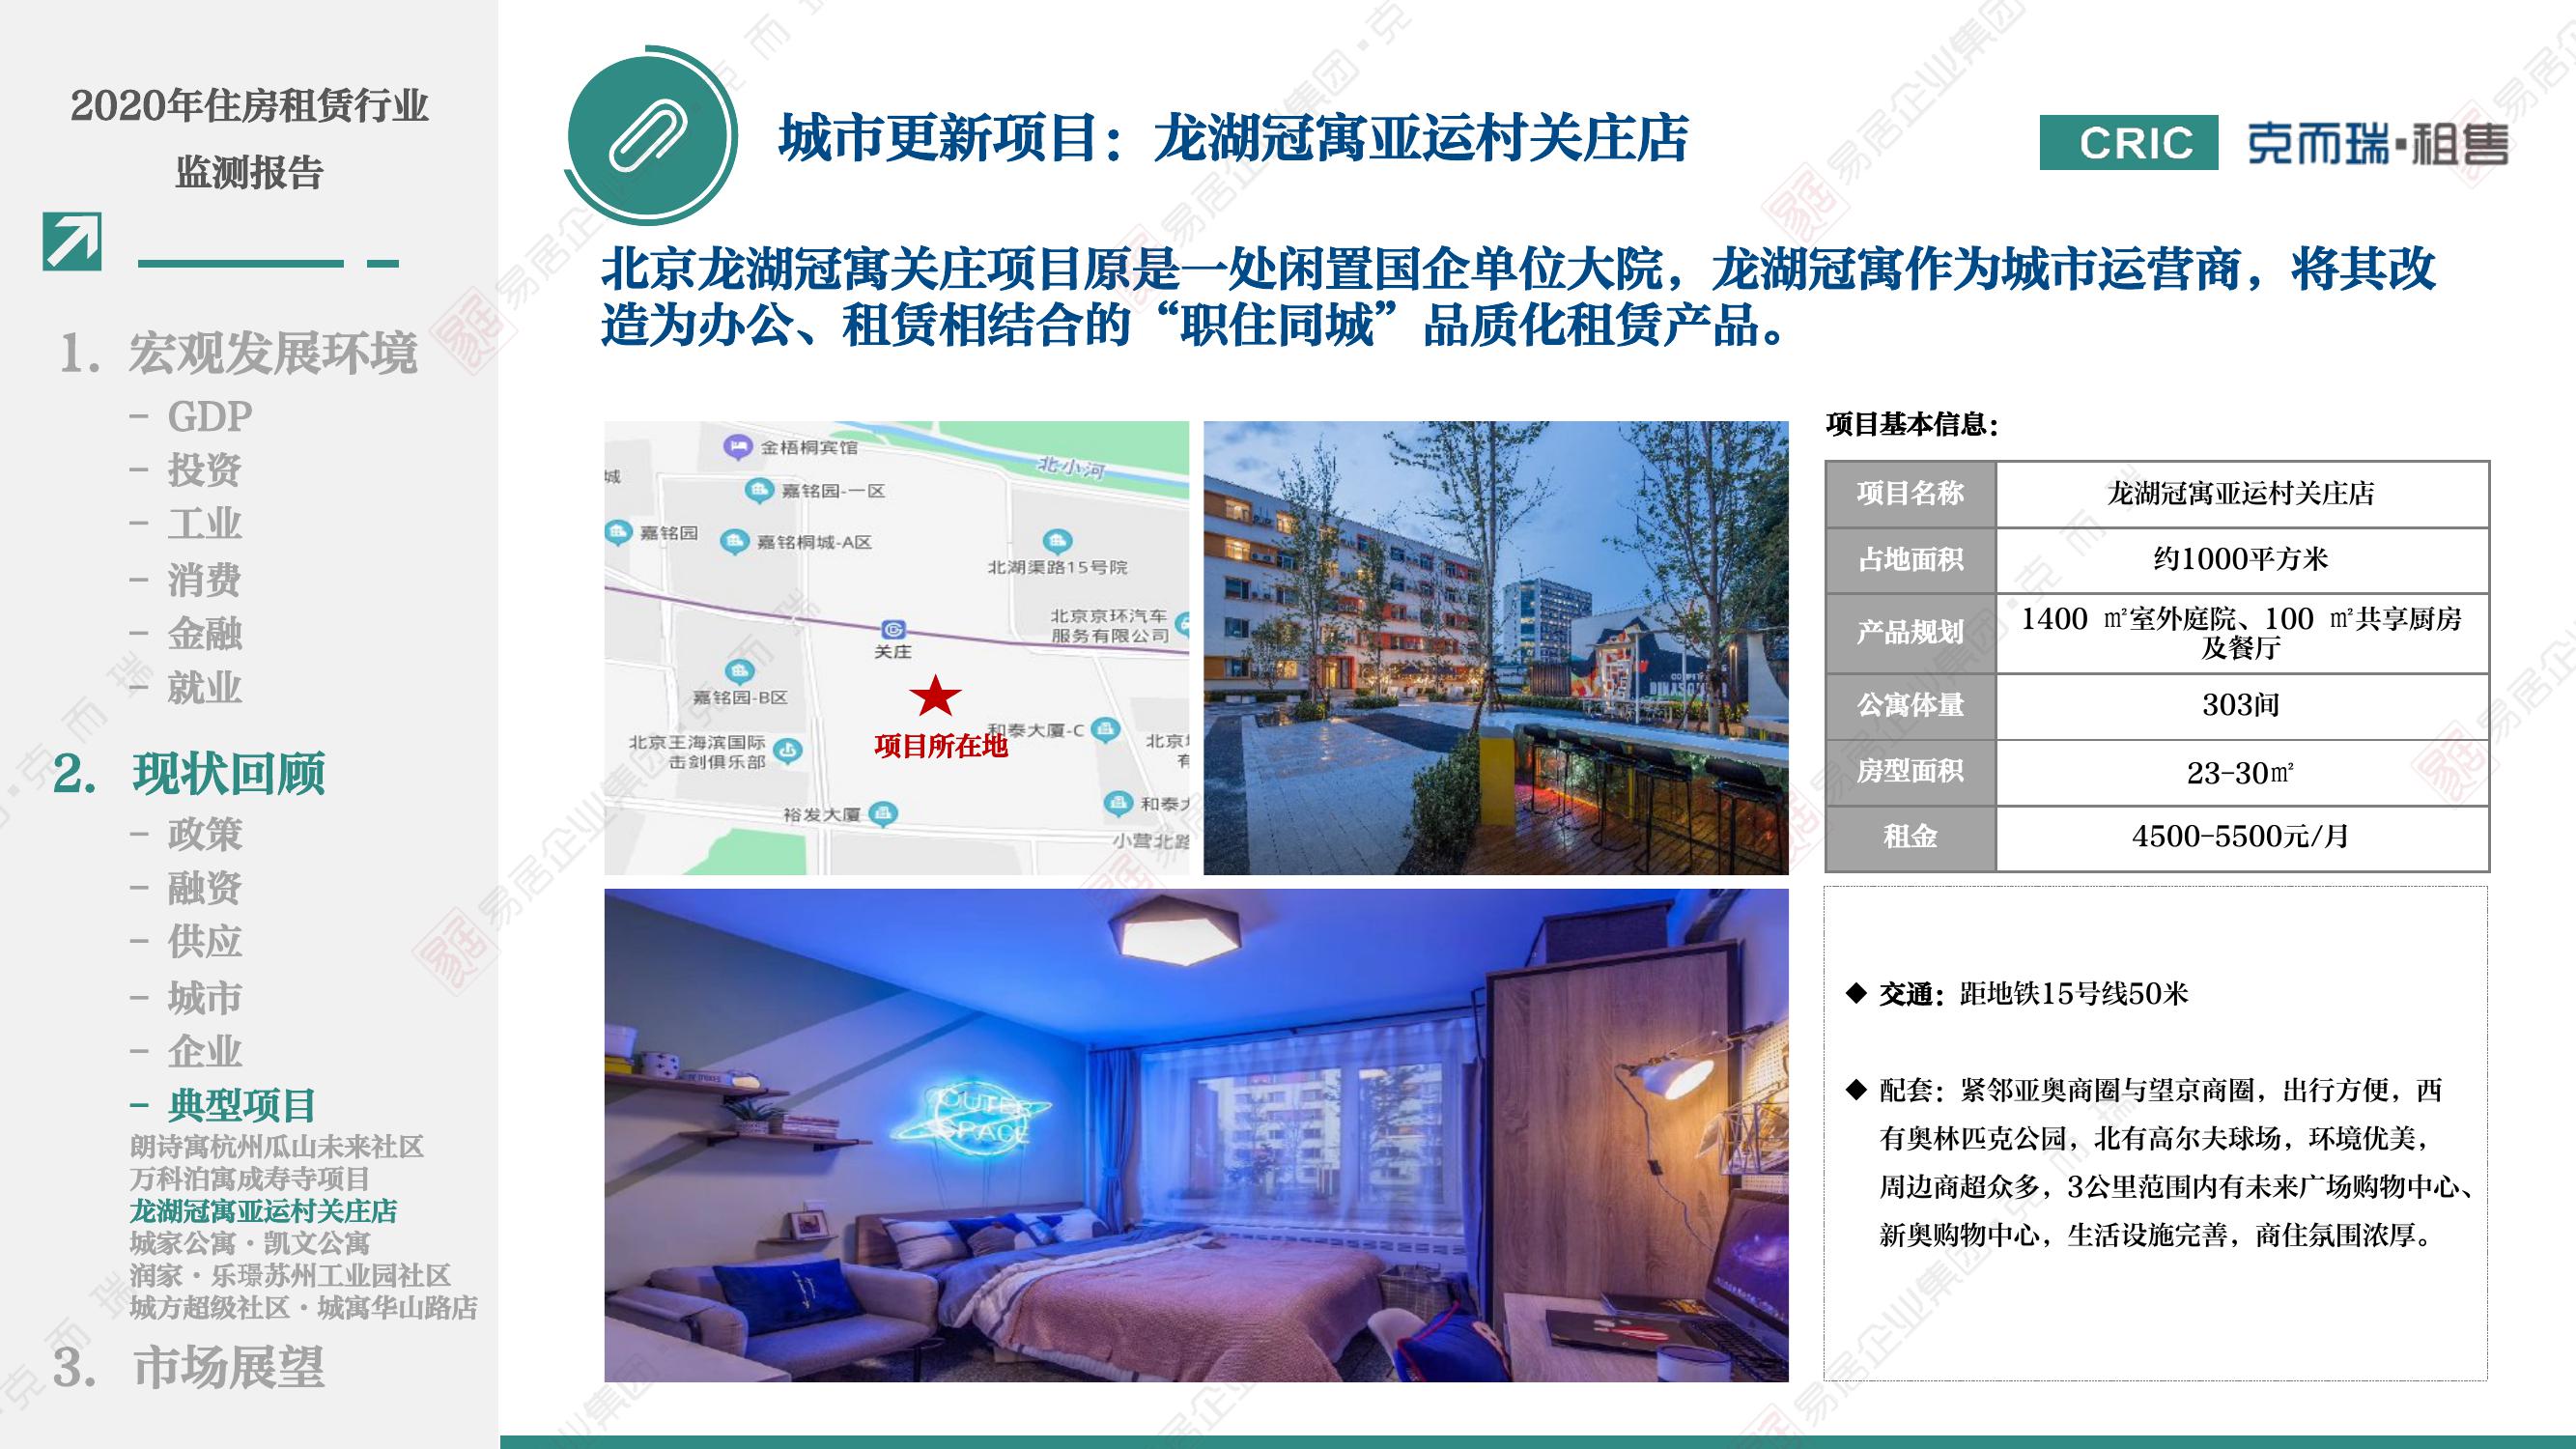 2020年住房租赁行业
监测报告
1. 宏观发展环境
– GDP
– 投资
– 工业
– 消费
– 金融
– 就业
2. 现状回顾
– 政策
– 融资
– 供应
– 城市
– 企业
– 典型项目
朗诗寓杭州瓜山未来社区
万科泊寓成寿寺项目
龙湖冠寓亚运村关庄店
城家公寓·凯文公寓
润家·乐璟苏州工业园社区
城方超级社区·城寓华山路店
3. 市场展望
城市更新项目：龙湖冠寓亚运村关庄店
CRIC 克而瑞·租售
北京龙湖冠寓关庄项目原是一处闲置国企单位大院，龙湖冠寓作为城市运营商，将其改
造为办公、租赁相结合的“职住同城”品质化租赁产品。
金梧桐宾馆
北小河
城
嘉铭园-一区
嘉铭园
嘉铭桐城-A区
北湖渠路15号院
北京京环汽车
服务有限公司
关庄
嘉铭园-B区
和泰大厦-C
项目所在地
北京王海滨国际
击剑俱乐部
北京
裕发大厦
和泰大
小营北路
OUTER
SPACE
项目基本信息：
项目名称 龙湖冠寓亚运村关庄店
占地面积 约1000平方米
产品规划 1400 ㎡室外庭院、100 ㎡共享厨房
及餐厅
公寓体量 303间
房型面积 23-30㎡
租金 4500-5500元/月
◆ 交通：距地铁15号线50米
◆ 配套：紧邻亚奥商圈与望京商圈，出行方便，西
有奥林匹克公园，北有高尔夫球场，环境优美，
周边商超众多，3公里范围内有未来广场购物中心、
新奥购物中心，生活设施完善，商住氛围浓厚。
易居企业集团·克而瑞